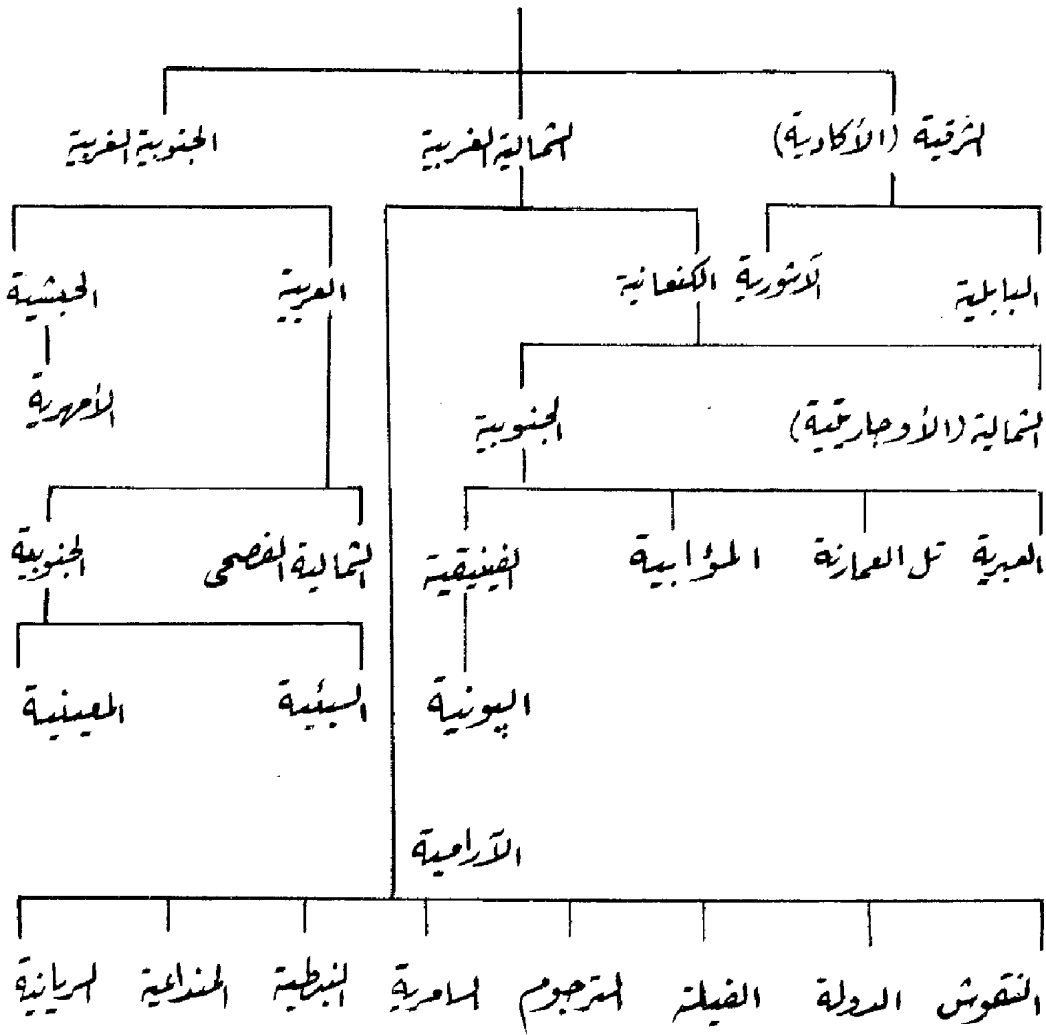 الشرقية (الأكادية) الشمالية الغربية الجنوبية الغربية
البابلية الآشورية الكنعانية العربية الحبشية
الأمهرية
الشمالية (الأوجاريتية) الجنوبية
العبرية تل العمارنة المؤابية الفينيقية الشمالية الفصحى الجنوبية
البونية السبئية المعينية
الآرامية
النقوش الدولة الفيلة الترجوم السامرية النبطية المنداعية السريانية